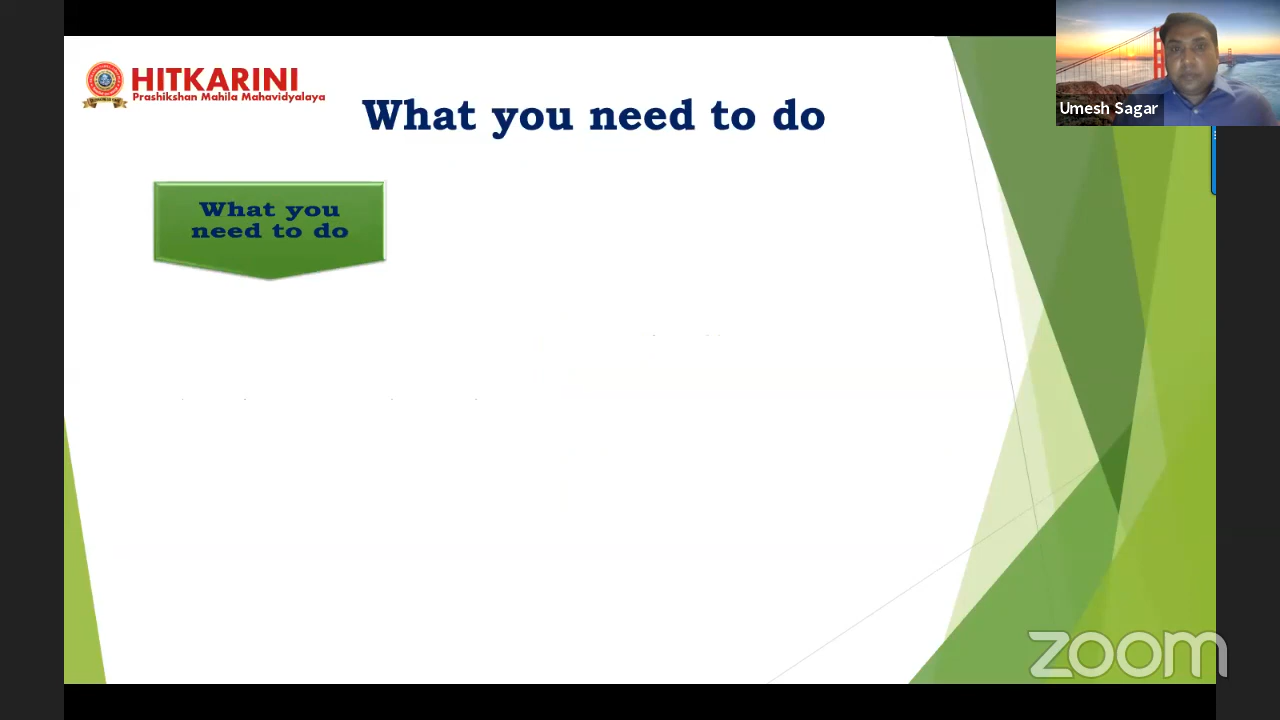 HITKARINI
Prashikshan Mahila Mahavidyalaya
What you need to do
Umesh Sagar
What you
need to do
zoom